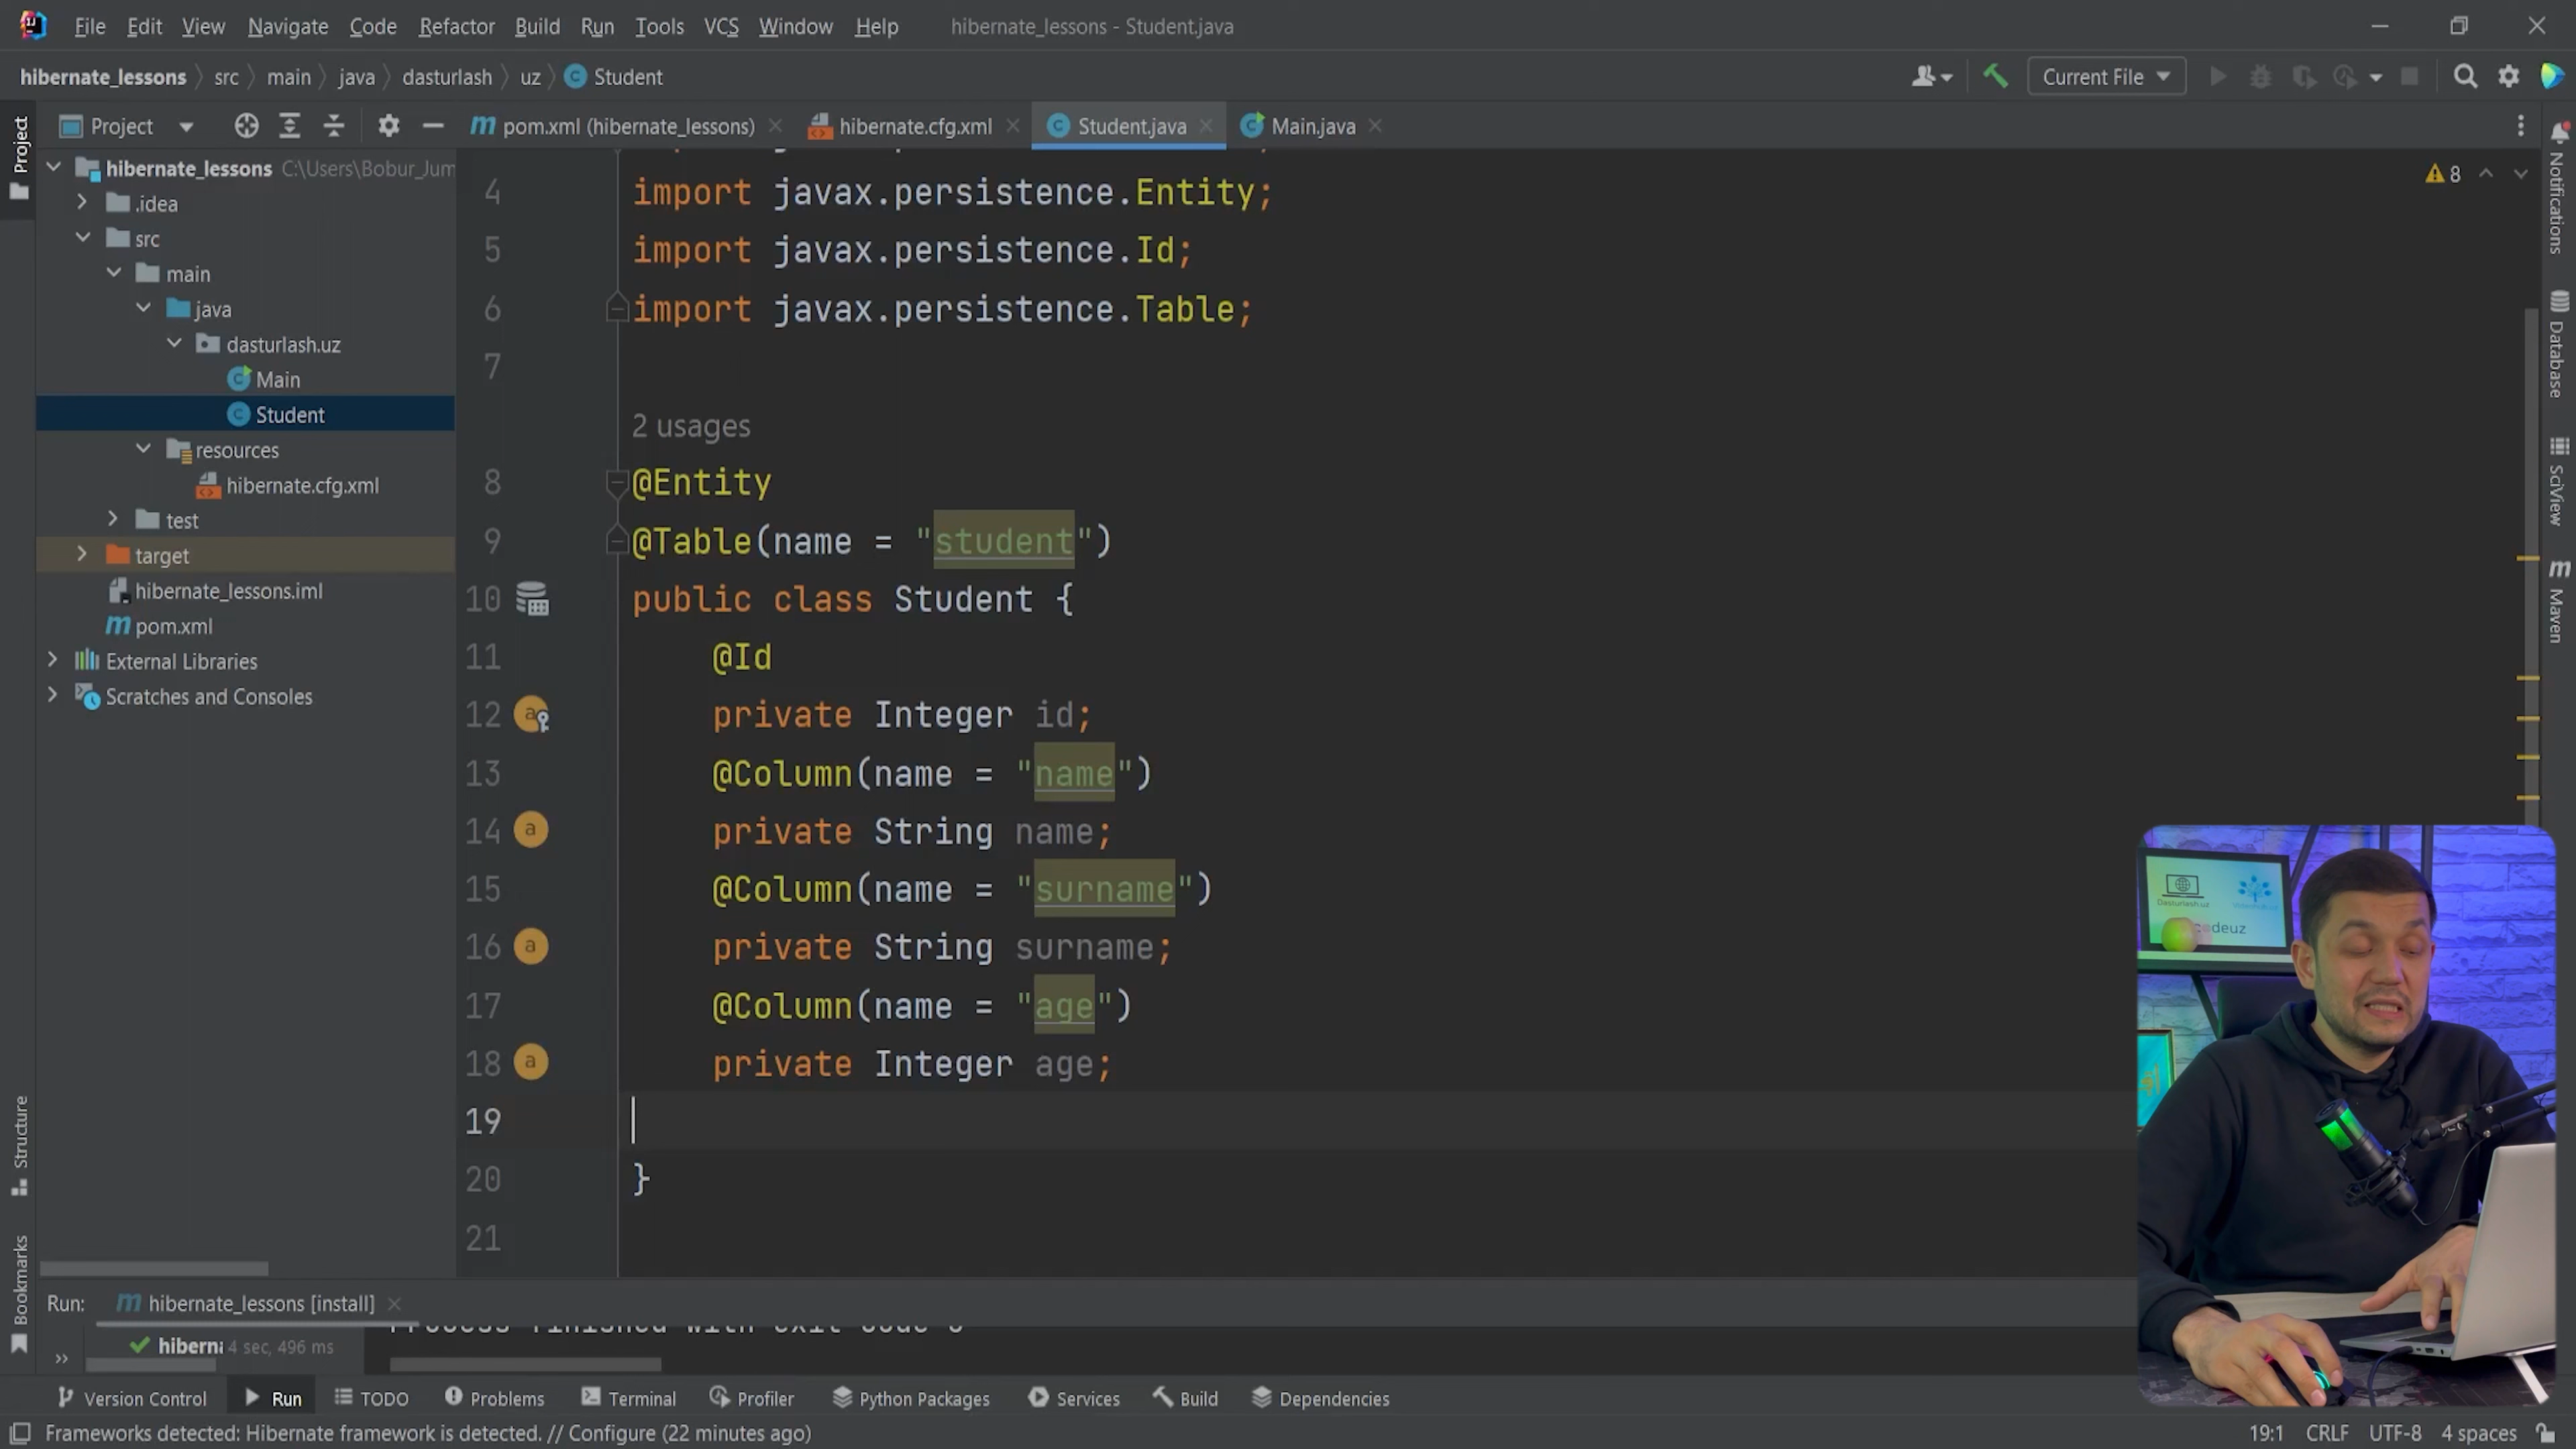 File Edit View Navigate Code Refactor Build Run Tools VCS Window Help hibernate_lessons - Student.java
hibernate_lessons src main java dasturlash uz Student
Current File
Project
pom.xml (hibernate_lessons) hibernate.cfg.xml Student.java Main.java
Project
hibernate_lessons C:\Users\Bobur_Jum
.idea
src
main
java
dasturlash.uz
Main
Student
resources
hibernate.cfg.xml
test
target
hibernate_lessons.iml
pom.xml
External Libraries
Scratches and Consoles
8
4 import javax.persistence.Entity;
5 import javax.persistence.Id;
6 import javax.persistence.Table;
7
2 usages
8 @Entity
9 @Table(name = "student")
10 public class Student {
11 @Id
12 private Integer id;
13 @Column(name = "name")
14 private String name;
15 @Column(name = "surname")
16 private String surname;
17 @Column(name = "age")
18 private Integer age;
19
20 }
21
Notifications
Database
SciView
Maven
Structure
Bookmarks
Dasturlash.uz
codeuz
Run: hibernate_lessons [install]
4 sec, 496 ms
Process finished with exit code 0
Version Control Run TODO Problems Terminal Profiler Python Packages Services Build Dependencies
Frameworks detected: Hibernate framework is detected. // Configure (22 minutes ago)
19:1 CRLF UTF-8 4 spaces